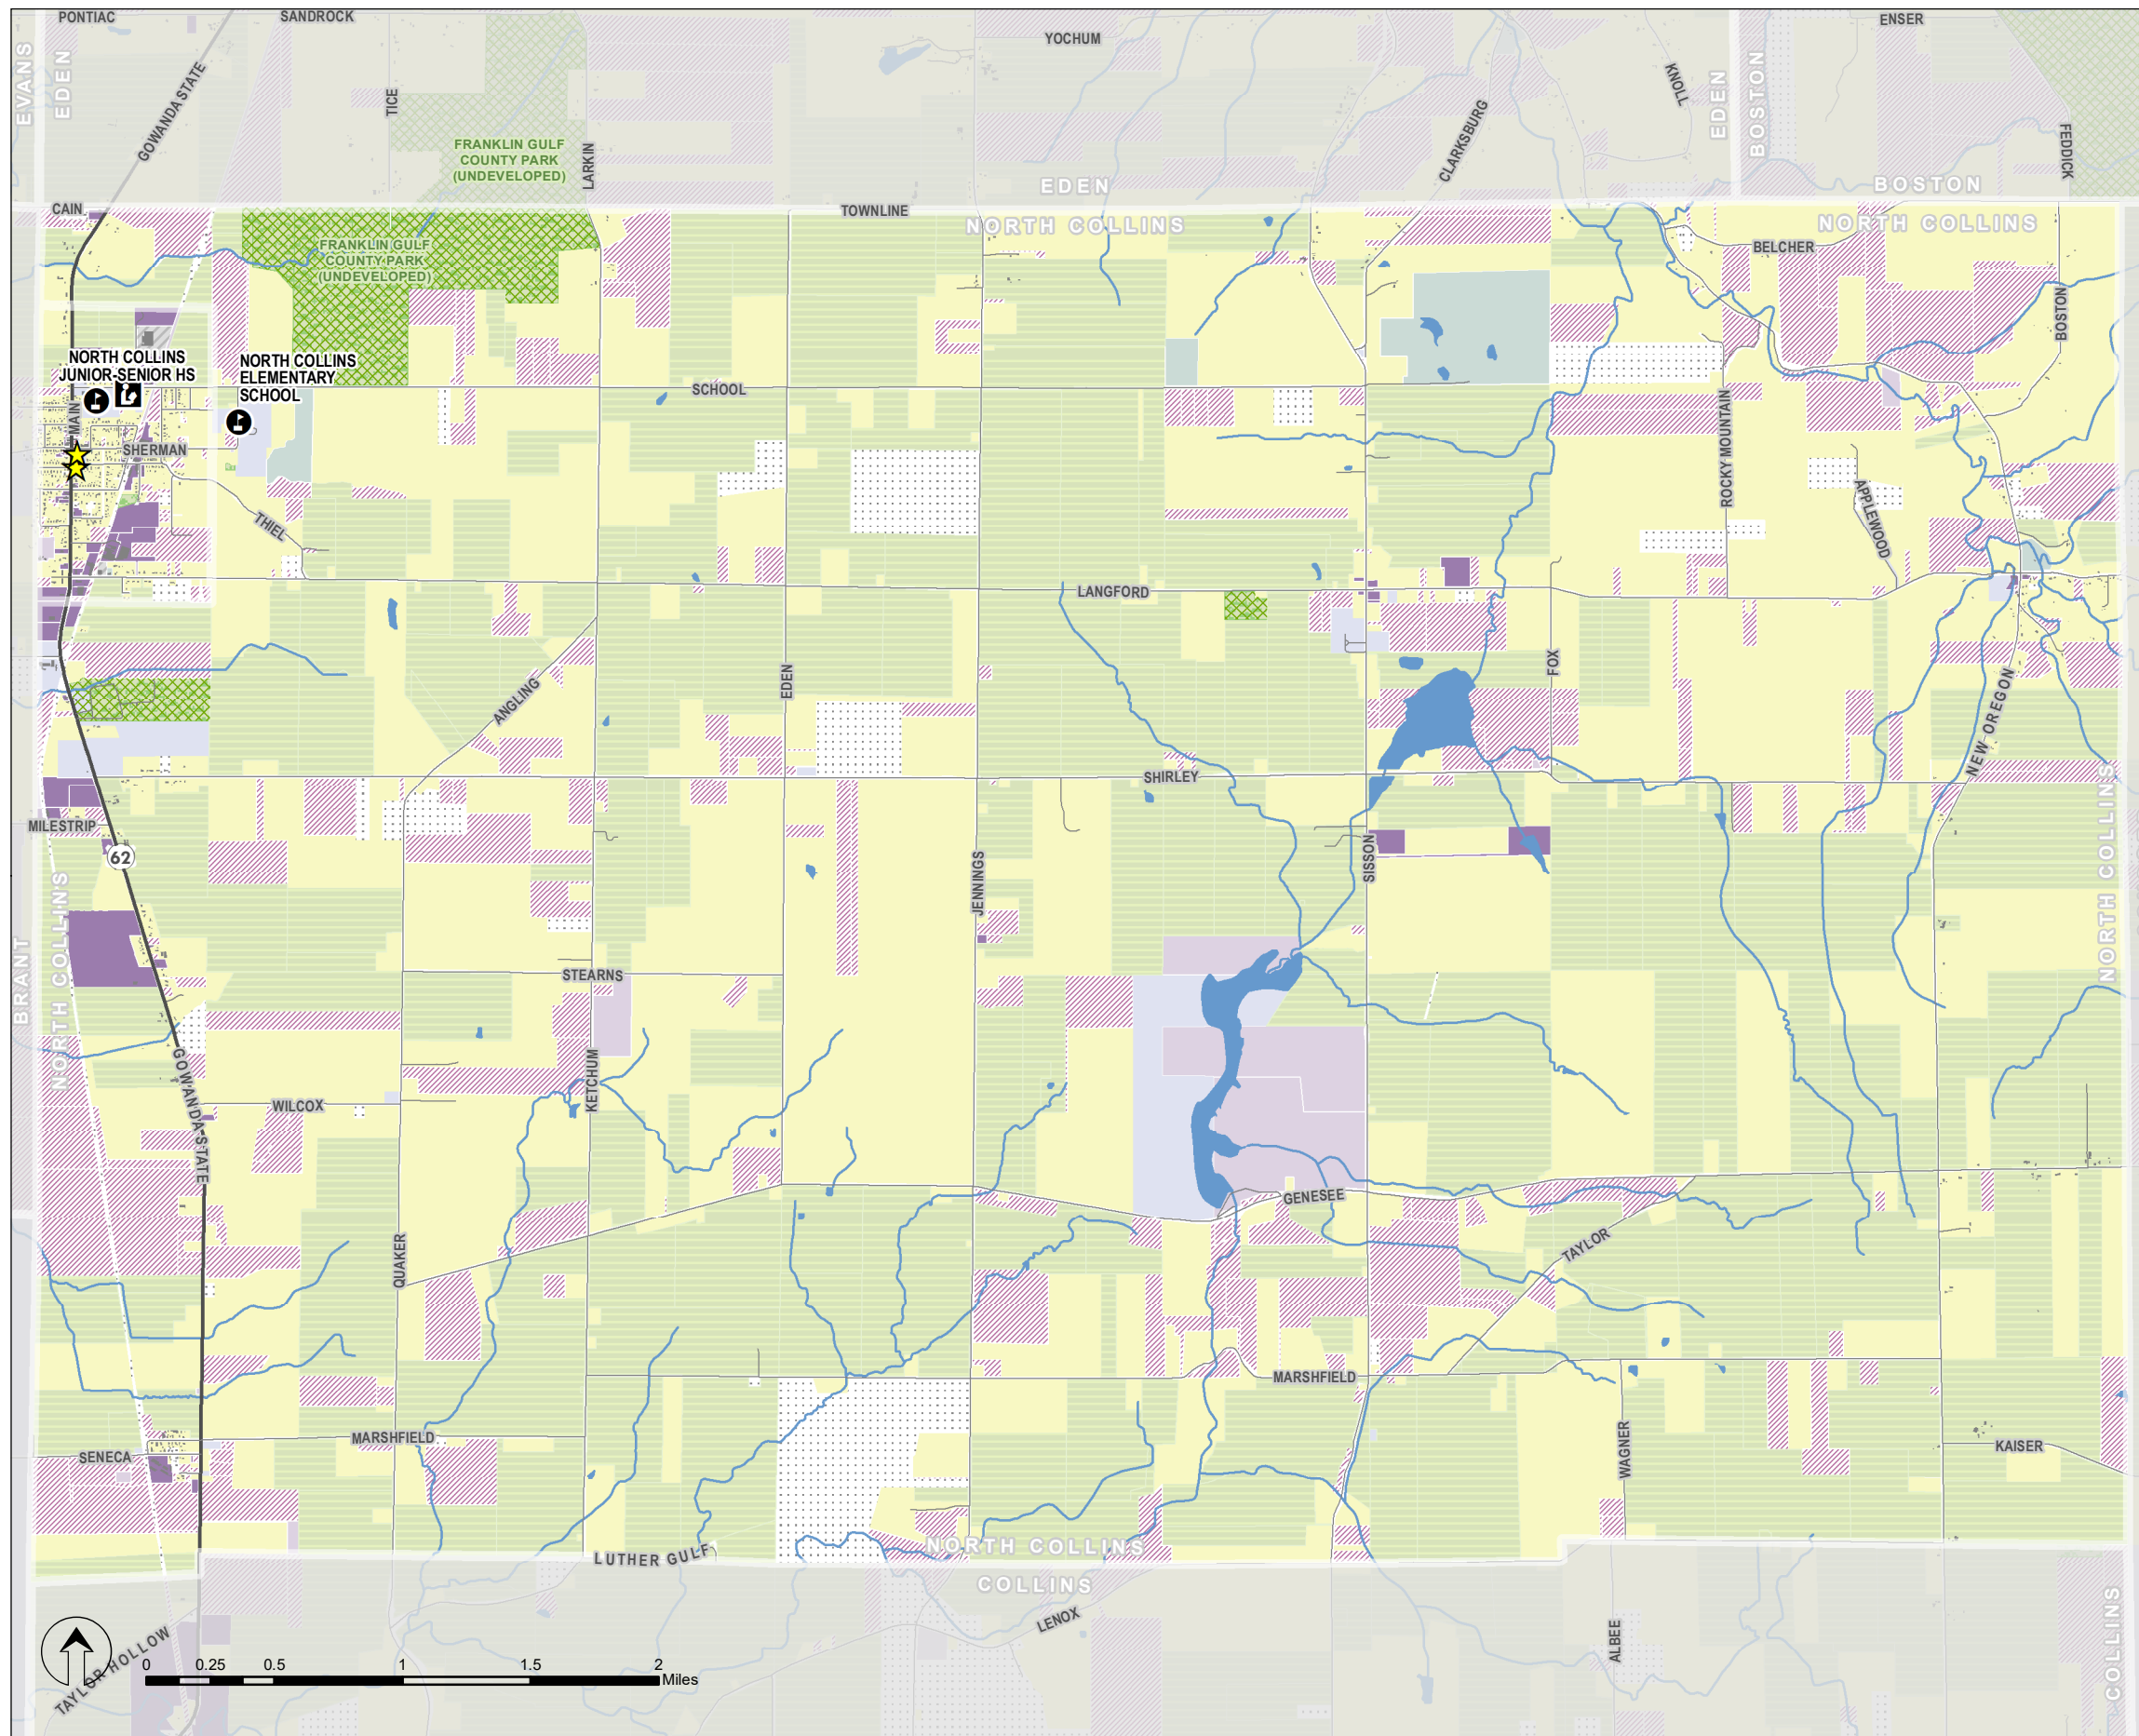 PONTIAC
SANDROCK
YOCHUM
ENSER
EVANS
EDEN
GOWANDA STATE
TICE
LARKIN
CLARKSBURG
KNOLL
EDEN
BOSTON
FEDDICK
FRANKLIN GULF
COUNTY PARK
(UNDEVELOPED)
EDEN
BOSTON
CAIN
TOWNLINE
NORTH COLLINS
NORTH COLLINS
BELCHER
FRANKLIN GULF
COUNTY PARK
(UNDEVELOPED)
BOSTON
NORTH COLLINS
JUNIOR-SENIOR HS
NORTH COLLINS
ELEMENTARY
SCHOOL
SCHOOL
MAIN
SHERMAN
ROCKY MOUNTAIN
APPLEWOOD
THIEL
LANGFORD
FOX
EDEN
ANGLING
NEW OREGON
SHIRLEY
MILESTRIP
62
JENNINGS
SISSON
NORTH COLLINS
NORTH COLLIN'S
BRANT
STEARNS
GOWANDA STATE
KETCHUM
WILCOX
GENESEE
TAYLOR
QUAKER
MARSHFIELD
MARSHFIELD
SENECA
WAGNER
KAISER
NORTH COLLINS
LUTHER GULF
COLLINS
LENOX
ALBEE
COLLINS
TAYLOR HOLLOW
0 0.25 0.5 1 1.5 2
Miles